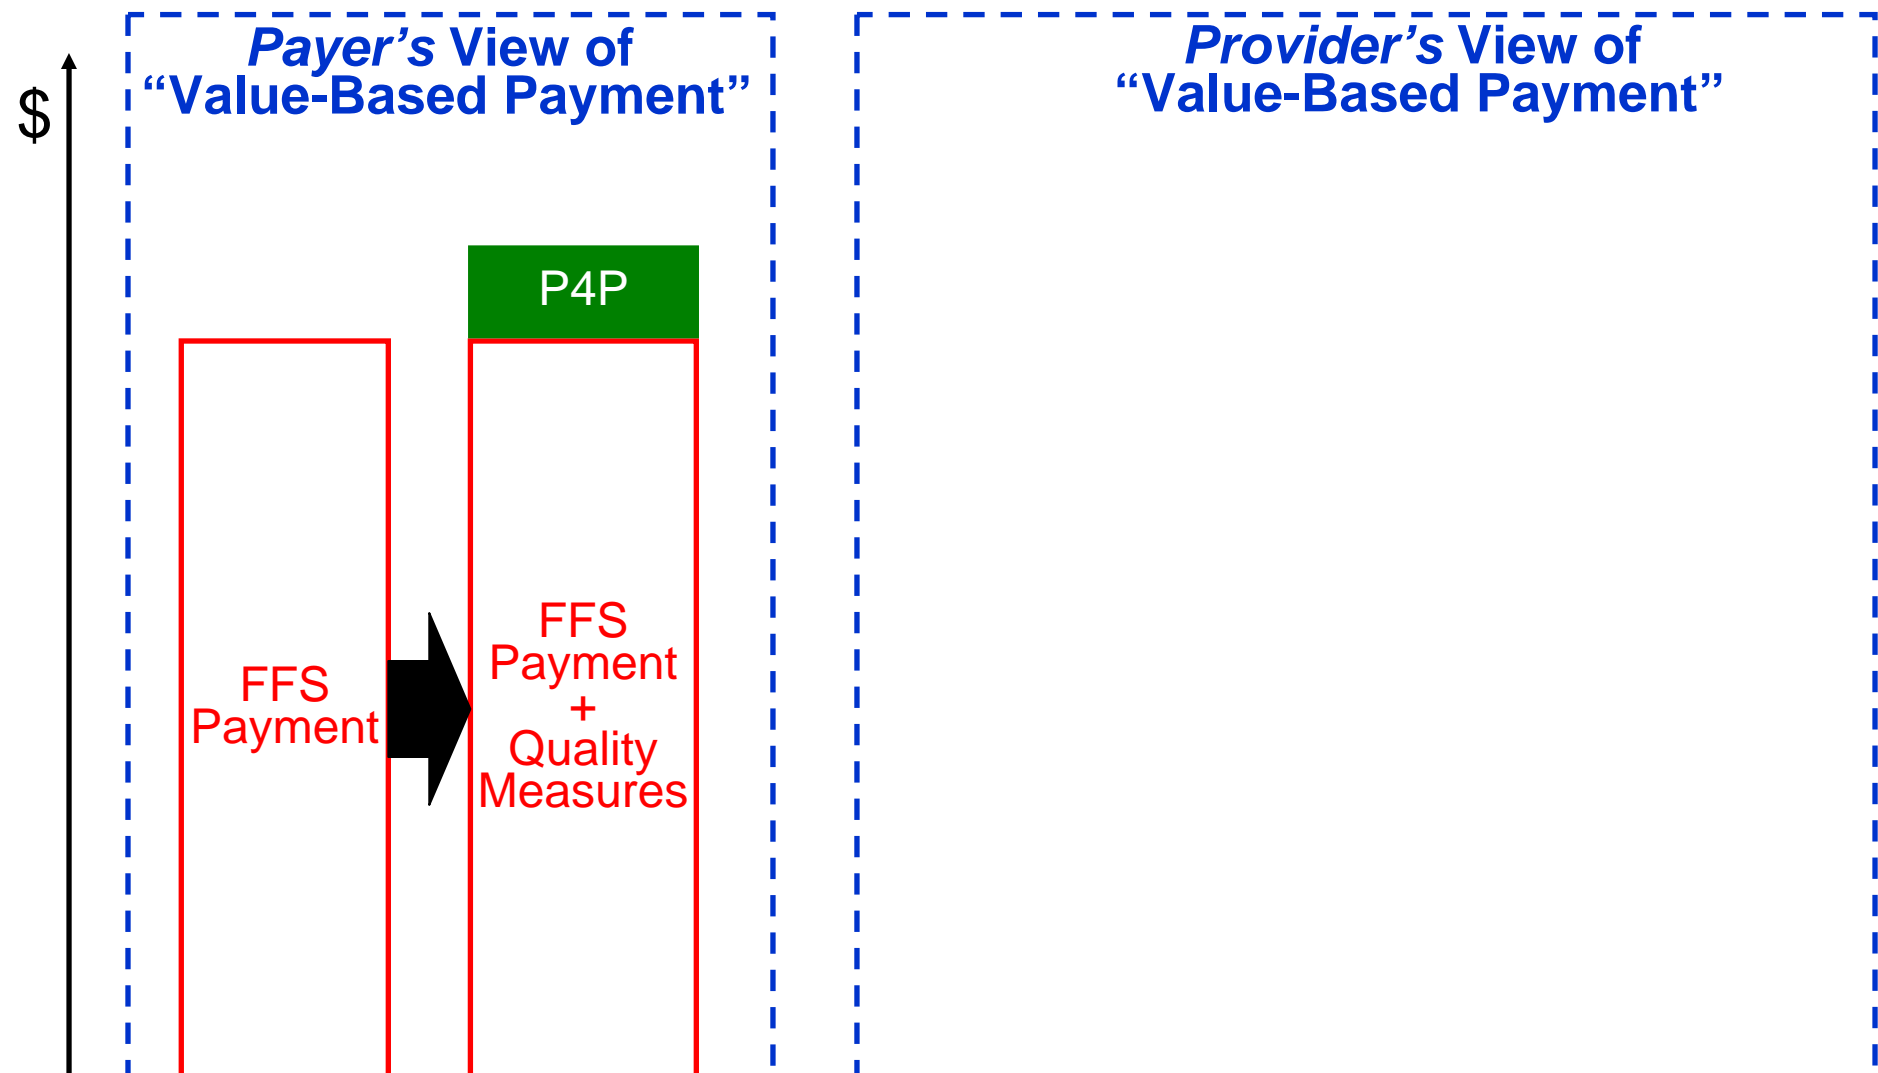 Payer’s View of
“Value-Based Payment”
Provider’s View of
“Value-Based Payment”
$
P4P
FFS
Payment
FFS
Payment
+
Quality
Measures